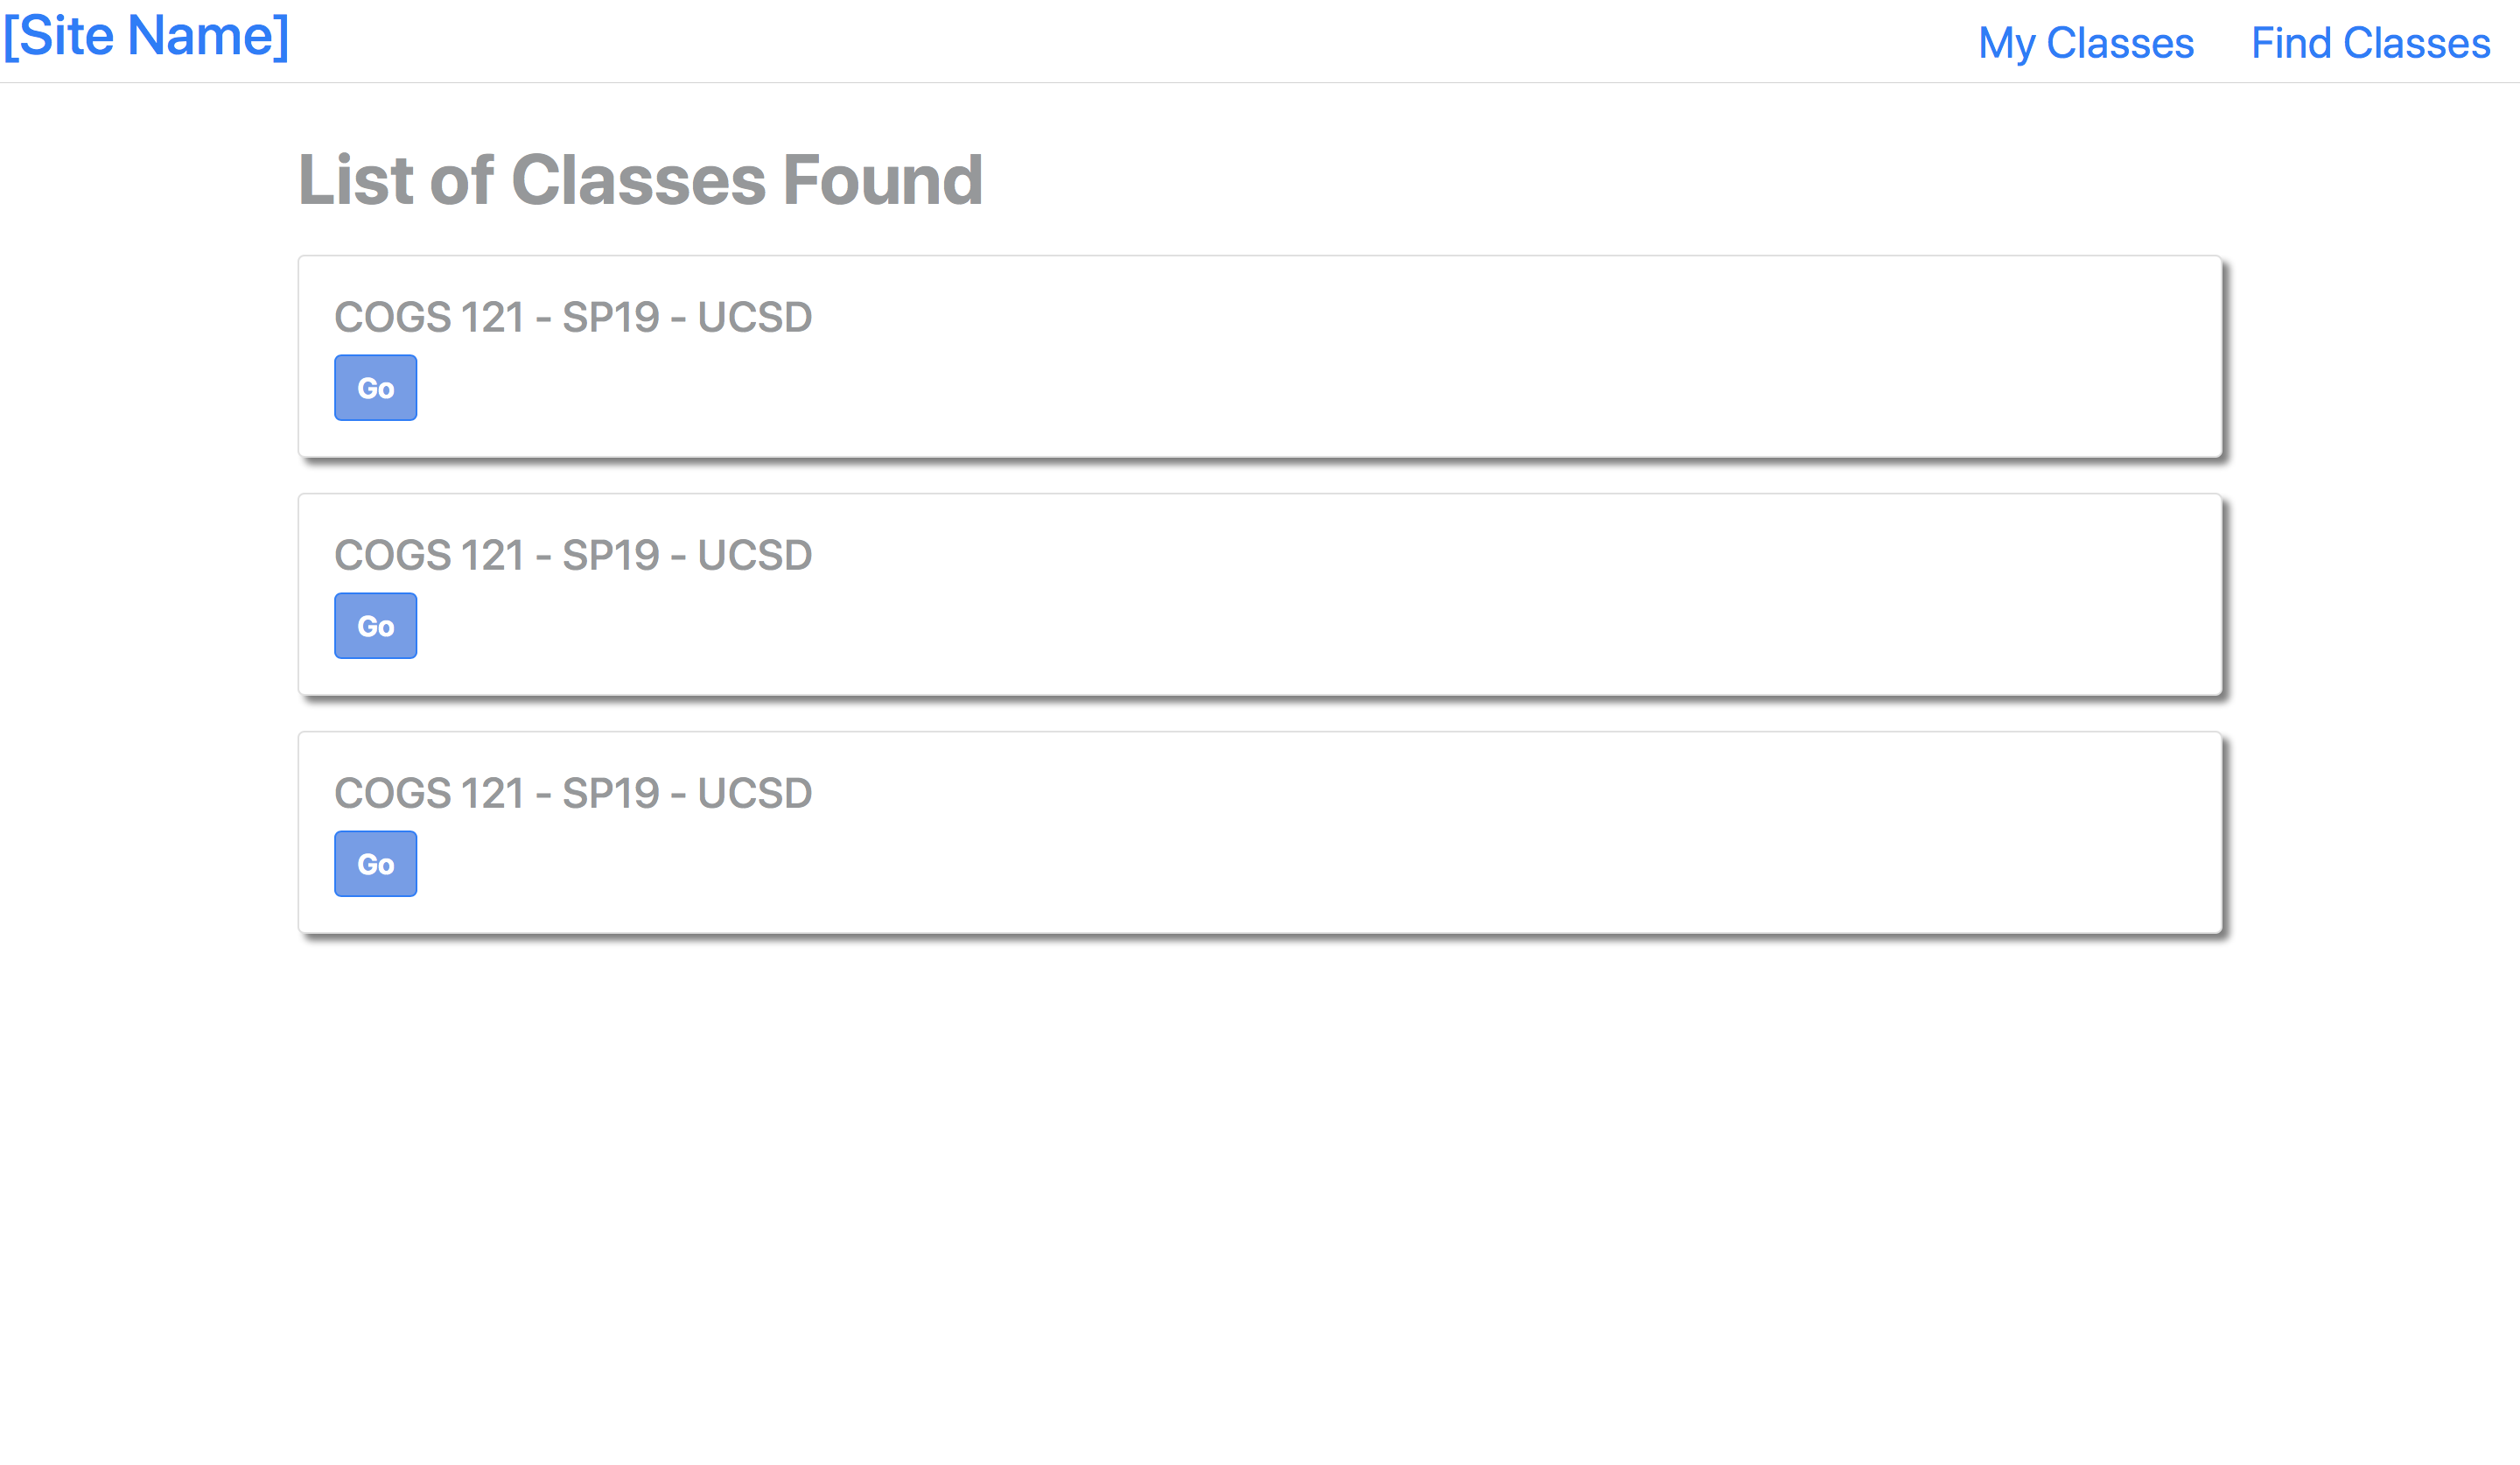 [Site Name]
My Classes
Find Classes
List of Classes Found
COGS 121 - SP19 - UCSD
Go
COGS 121 - SP19 - UCSD
Go
COGS 121 - SP19 - UCSD
Go